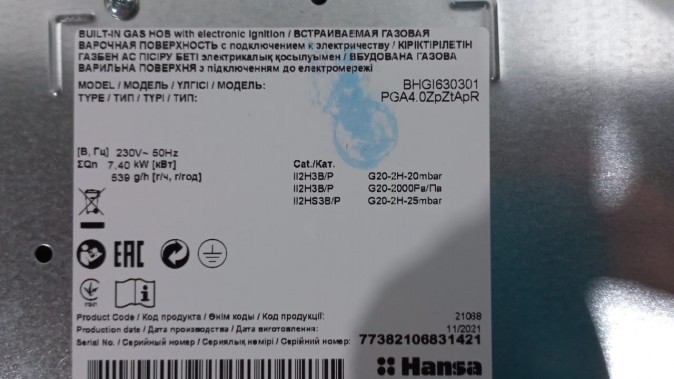 BUILT-IN GAS HOB with electronic ignition / ВСТРАИВАЕМАЯ ГАЗОВАЯ
ВАРОЧНАЯ ПОВЕРХНОСТЬ с подключением к электричеству / КІРІКТІРІЛЕТІН
ГАЗБЕН АС ПІСІРУ БЕТІ электрикалық қосылуымен / ВБУДОВАНА ГАЗОВА
ВАРИЛЬНА ПОВЕРХНЯ з підключенням до електромережі
MODEL / МОДЕЛЬ / ҮЛГІСІ / МОДЕЛЬ: BHGI630301
TYPE / ТИП / ТҮРІ / ТИП: PGA4.0ZpZtApR
[В, Гц] 230V~ 50Hz
ΣQn 7,40 kW [кВт] Cat./Кат.
539 g/h [г/ч, г/год] II2H3B/P G20-2H-20mbar
II2H3B/P G20-2000Pa/Па
II2HS3B/P G20-2H-25mbar
EAC
Product Code / Код продукта / Өнім коды / Код продукції: 21068
Production date / Дата производства / Дата виготовлення: 11/2021
Serial No. / Серийный номер / Сериялық нөмірі / Серійний номер: 77382106831421
Hansa